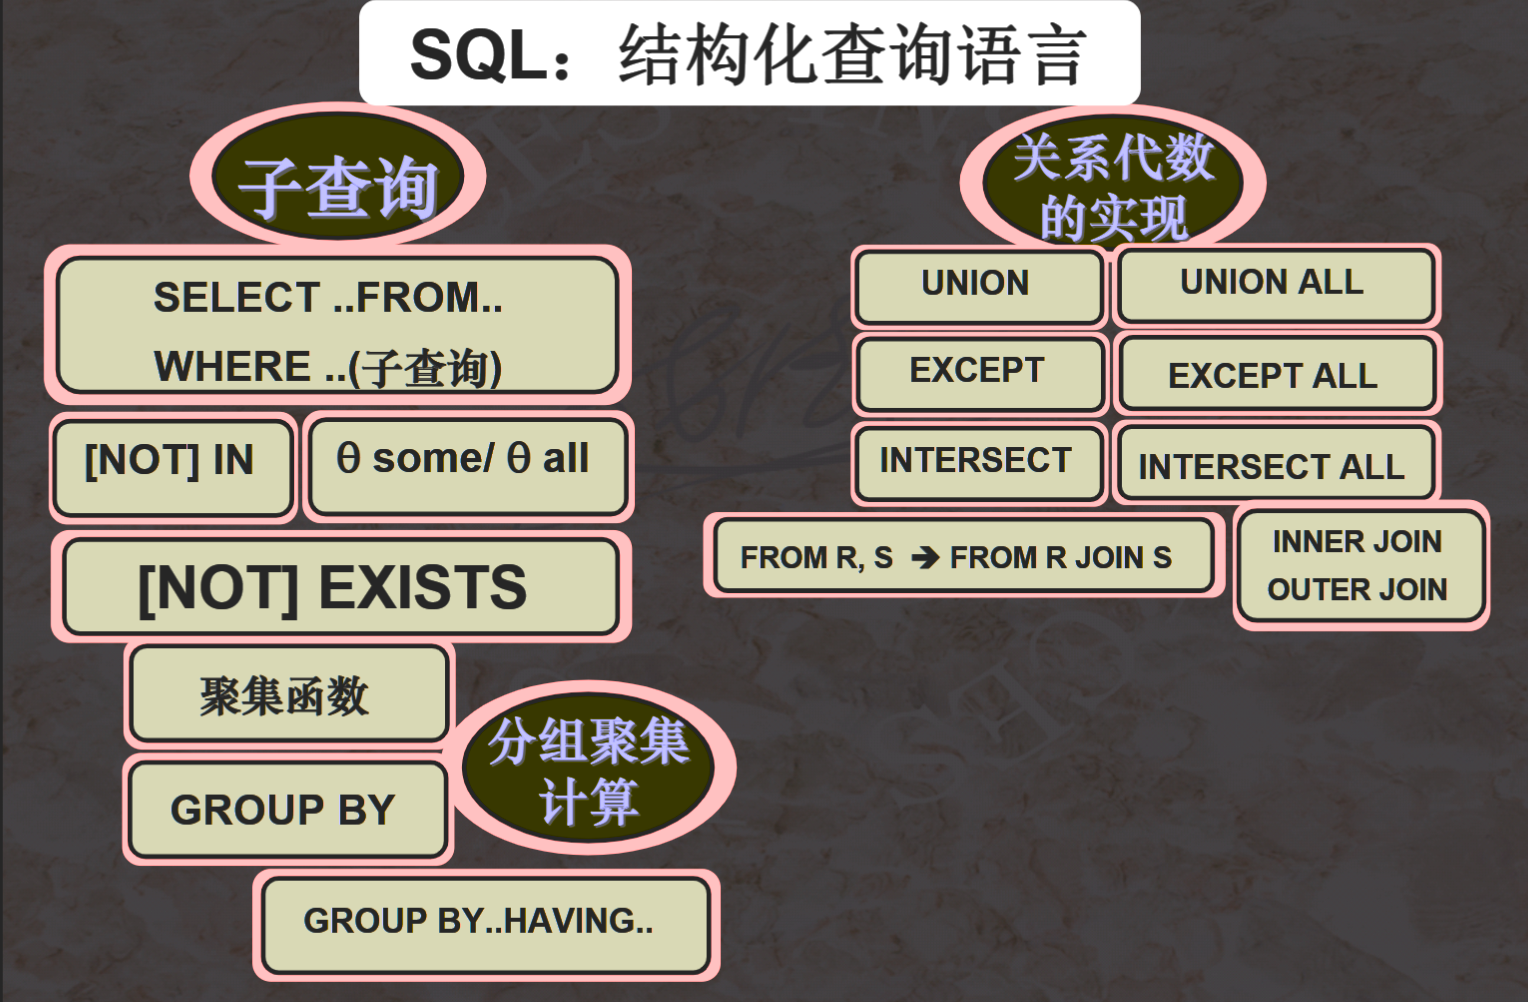 SQL：结构化查询语言
子查询
SELECT ..FROM..
WHERE ..(子查询)
[NOT] IN
θ some/ θ all
[NOT] EXISTS
聚集函数
GROUP BY
分组聚集
计算
GROUP BY..HAVING..
关系代数
的实现
UNION
UNION ALL
EXCEPT
EXCEPT ALL
INTERSECT
INTERSECT ALL
FROM R, S ➔ FROM R JOIN S
INNER JOIN
OUTER JOIN